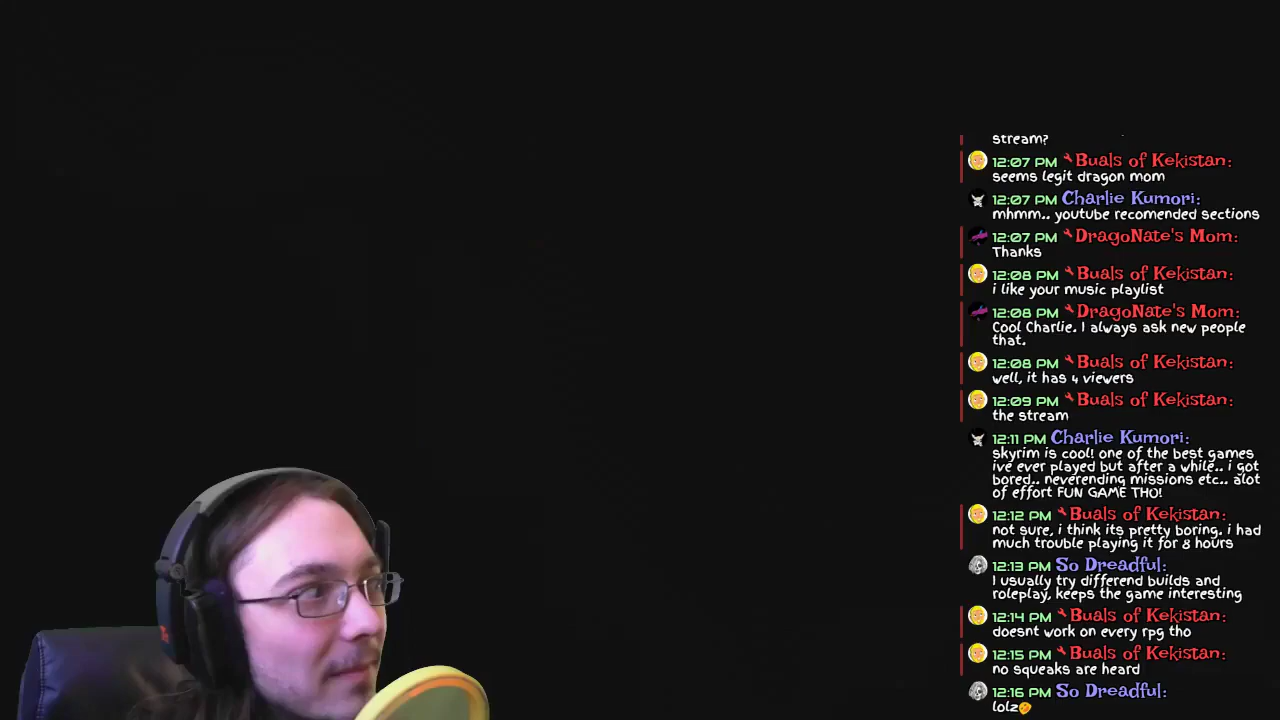 stream?
12:07 PM Buals of Kekistan:
seems legit dragon mom
12:07 PM Charlie Kumori:
mhmm.. youtube recomended sections
12:07 PM DragoNate's Mom:
Thanks
12:08 PM Buals of Kekistan:
i like your music playlist
12:08 PM DragoNate's Mom:
Cool Charlie. I always ask new people
that.
12:08 PM Buals of Kekistan:
well, it has 4 viewers
12:09 PM Buals of Kekistan:
the stream
12:11 PM Charlie Kumori:
skyrim is cool! one of the best games
ive ever played but after a while.. i got
bored.. neverending missions etc.. alot
of effort FUN GAME THO!
12:12 PM Buals of Kekistan:
not sure, i think its pretty boring. i had
much trouble playing it for 8 hours
12:13 PM So Dreadful:
I usually try differend builds and
roleplay, keeps the game interesting
12:14 PM Buals of Kekistan:
doesnt work on every rpg tho
12:15 PM Buals of Kekistan:
no squeaks are heard
12:16 PM So Dreadful:
lolz